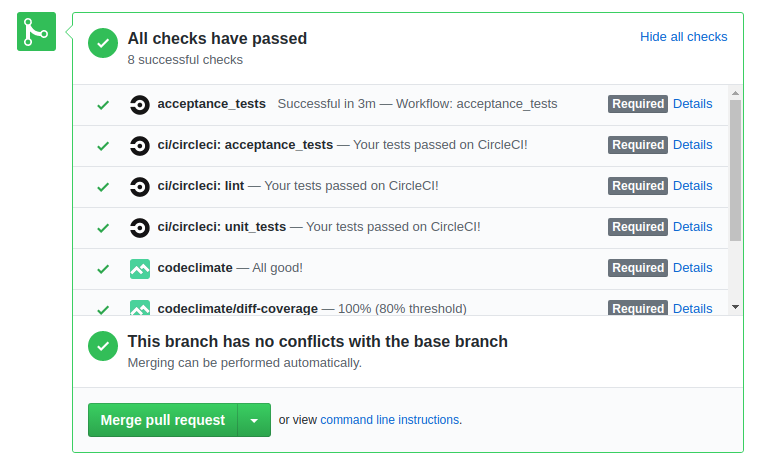 All checks have passed
Hide all checks
8 successful checks
acceptance_tests Successful in 3m — Workflow: acceptance_tests Required Details
ci/circleci: acceptance_tests — Your tests passed on CircleCI! Required Details
ci/circleci: lint — Your tests passed on CircleCI! Required Details
ci/circleci: unit_tests — Your tests passed on CircleCI! Required Details
codeclimate — All good! Required Details
codeclimate/diff-coverage — 100% (80% threshold) Required Details
This branch has no conflicts with the base branch
Merging can be performed automatically.
Merge pull request or view command line instructions.